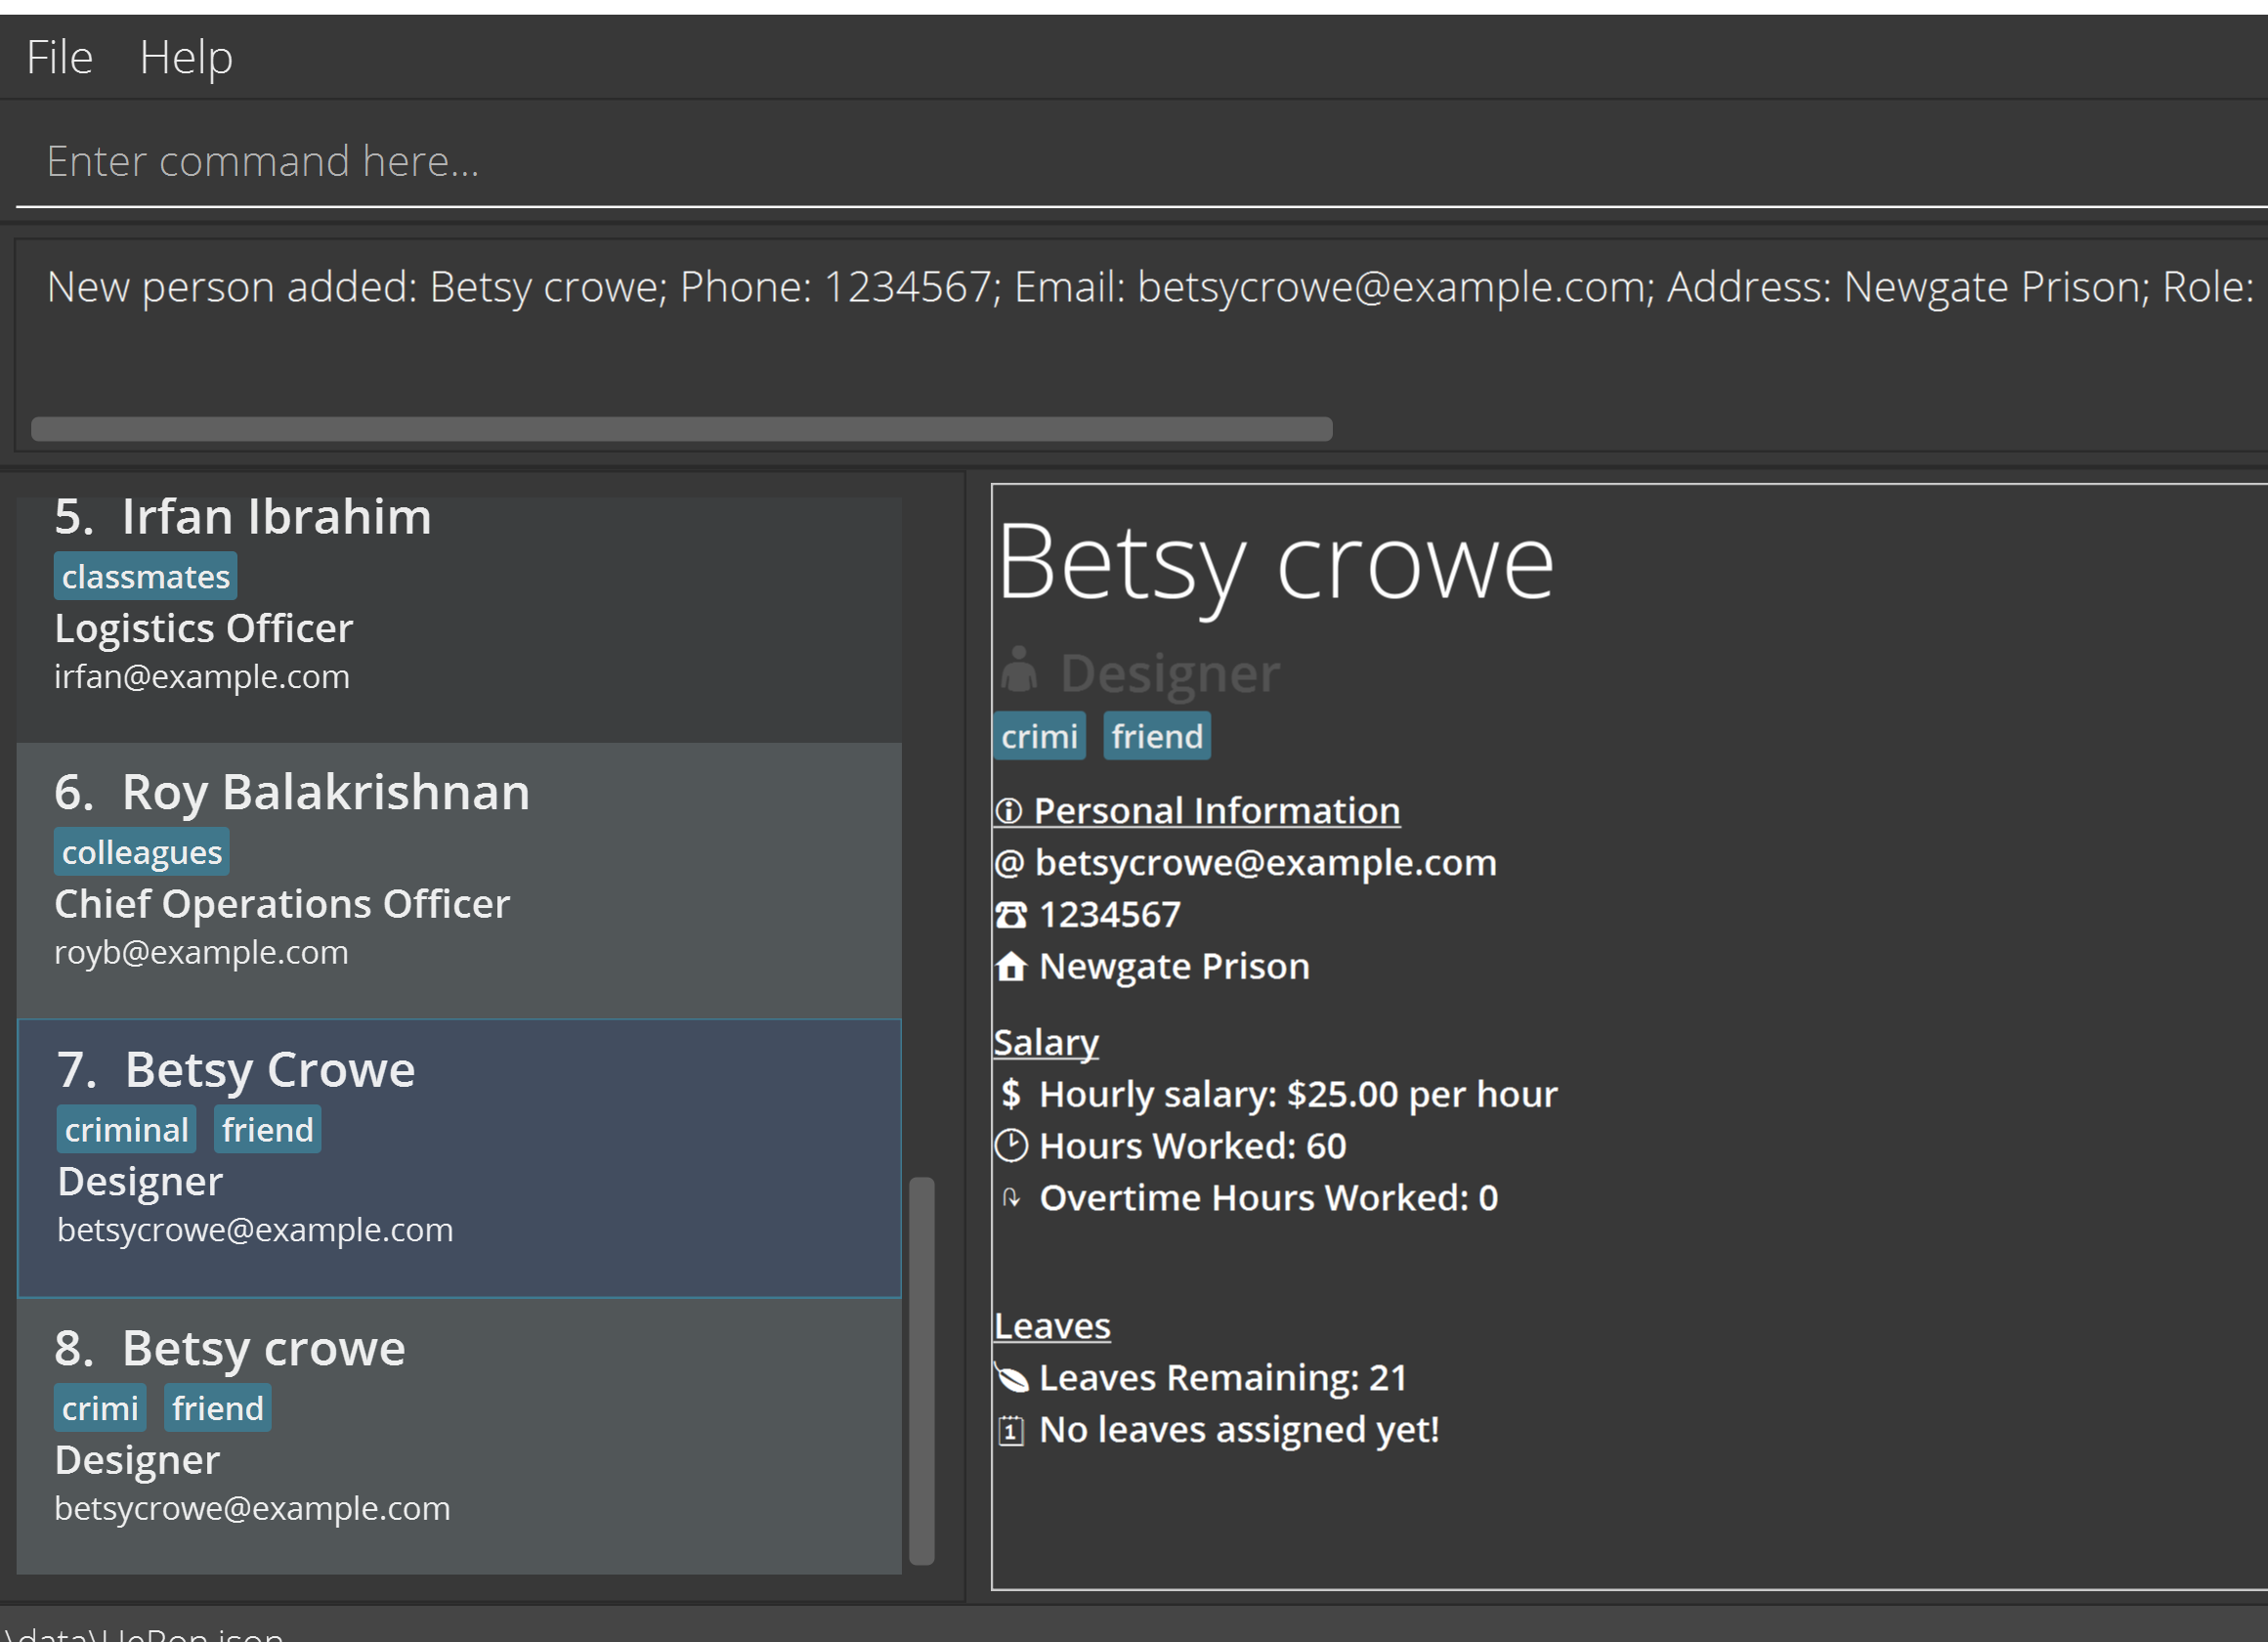 File Help
Enter command here...
New person added: Betsy crowe; Phone: 1234567; Email: betsycrowe@example.com; Address: Newgate Prison; Role:
5. Irfan Ibrahim
classmates
Logistics Officer
irfan@example.com
6. Roy Balakrishnan
colleagues
Chief Operations Officer
royb@example.com
7. Betsy Crowe
criminal friend
Designer
betsycrowe@example.com
8. Betsy crowe
crimi friend
Designer
betsycrowe@example.com
Betsy crowe
Designer
crimi friend
Personal Information
@ betsycrowe@example.com
1234567
Newgate Prison
Salary
$ Hourly salary: $25.00 per hour
Hours Worked: 60
Overtime Hours Worked: 0
Leaves
Leaves Remaining: 21
1 No leaves assigned yet!